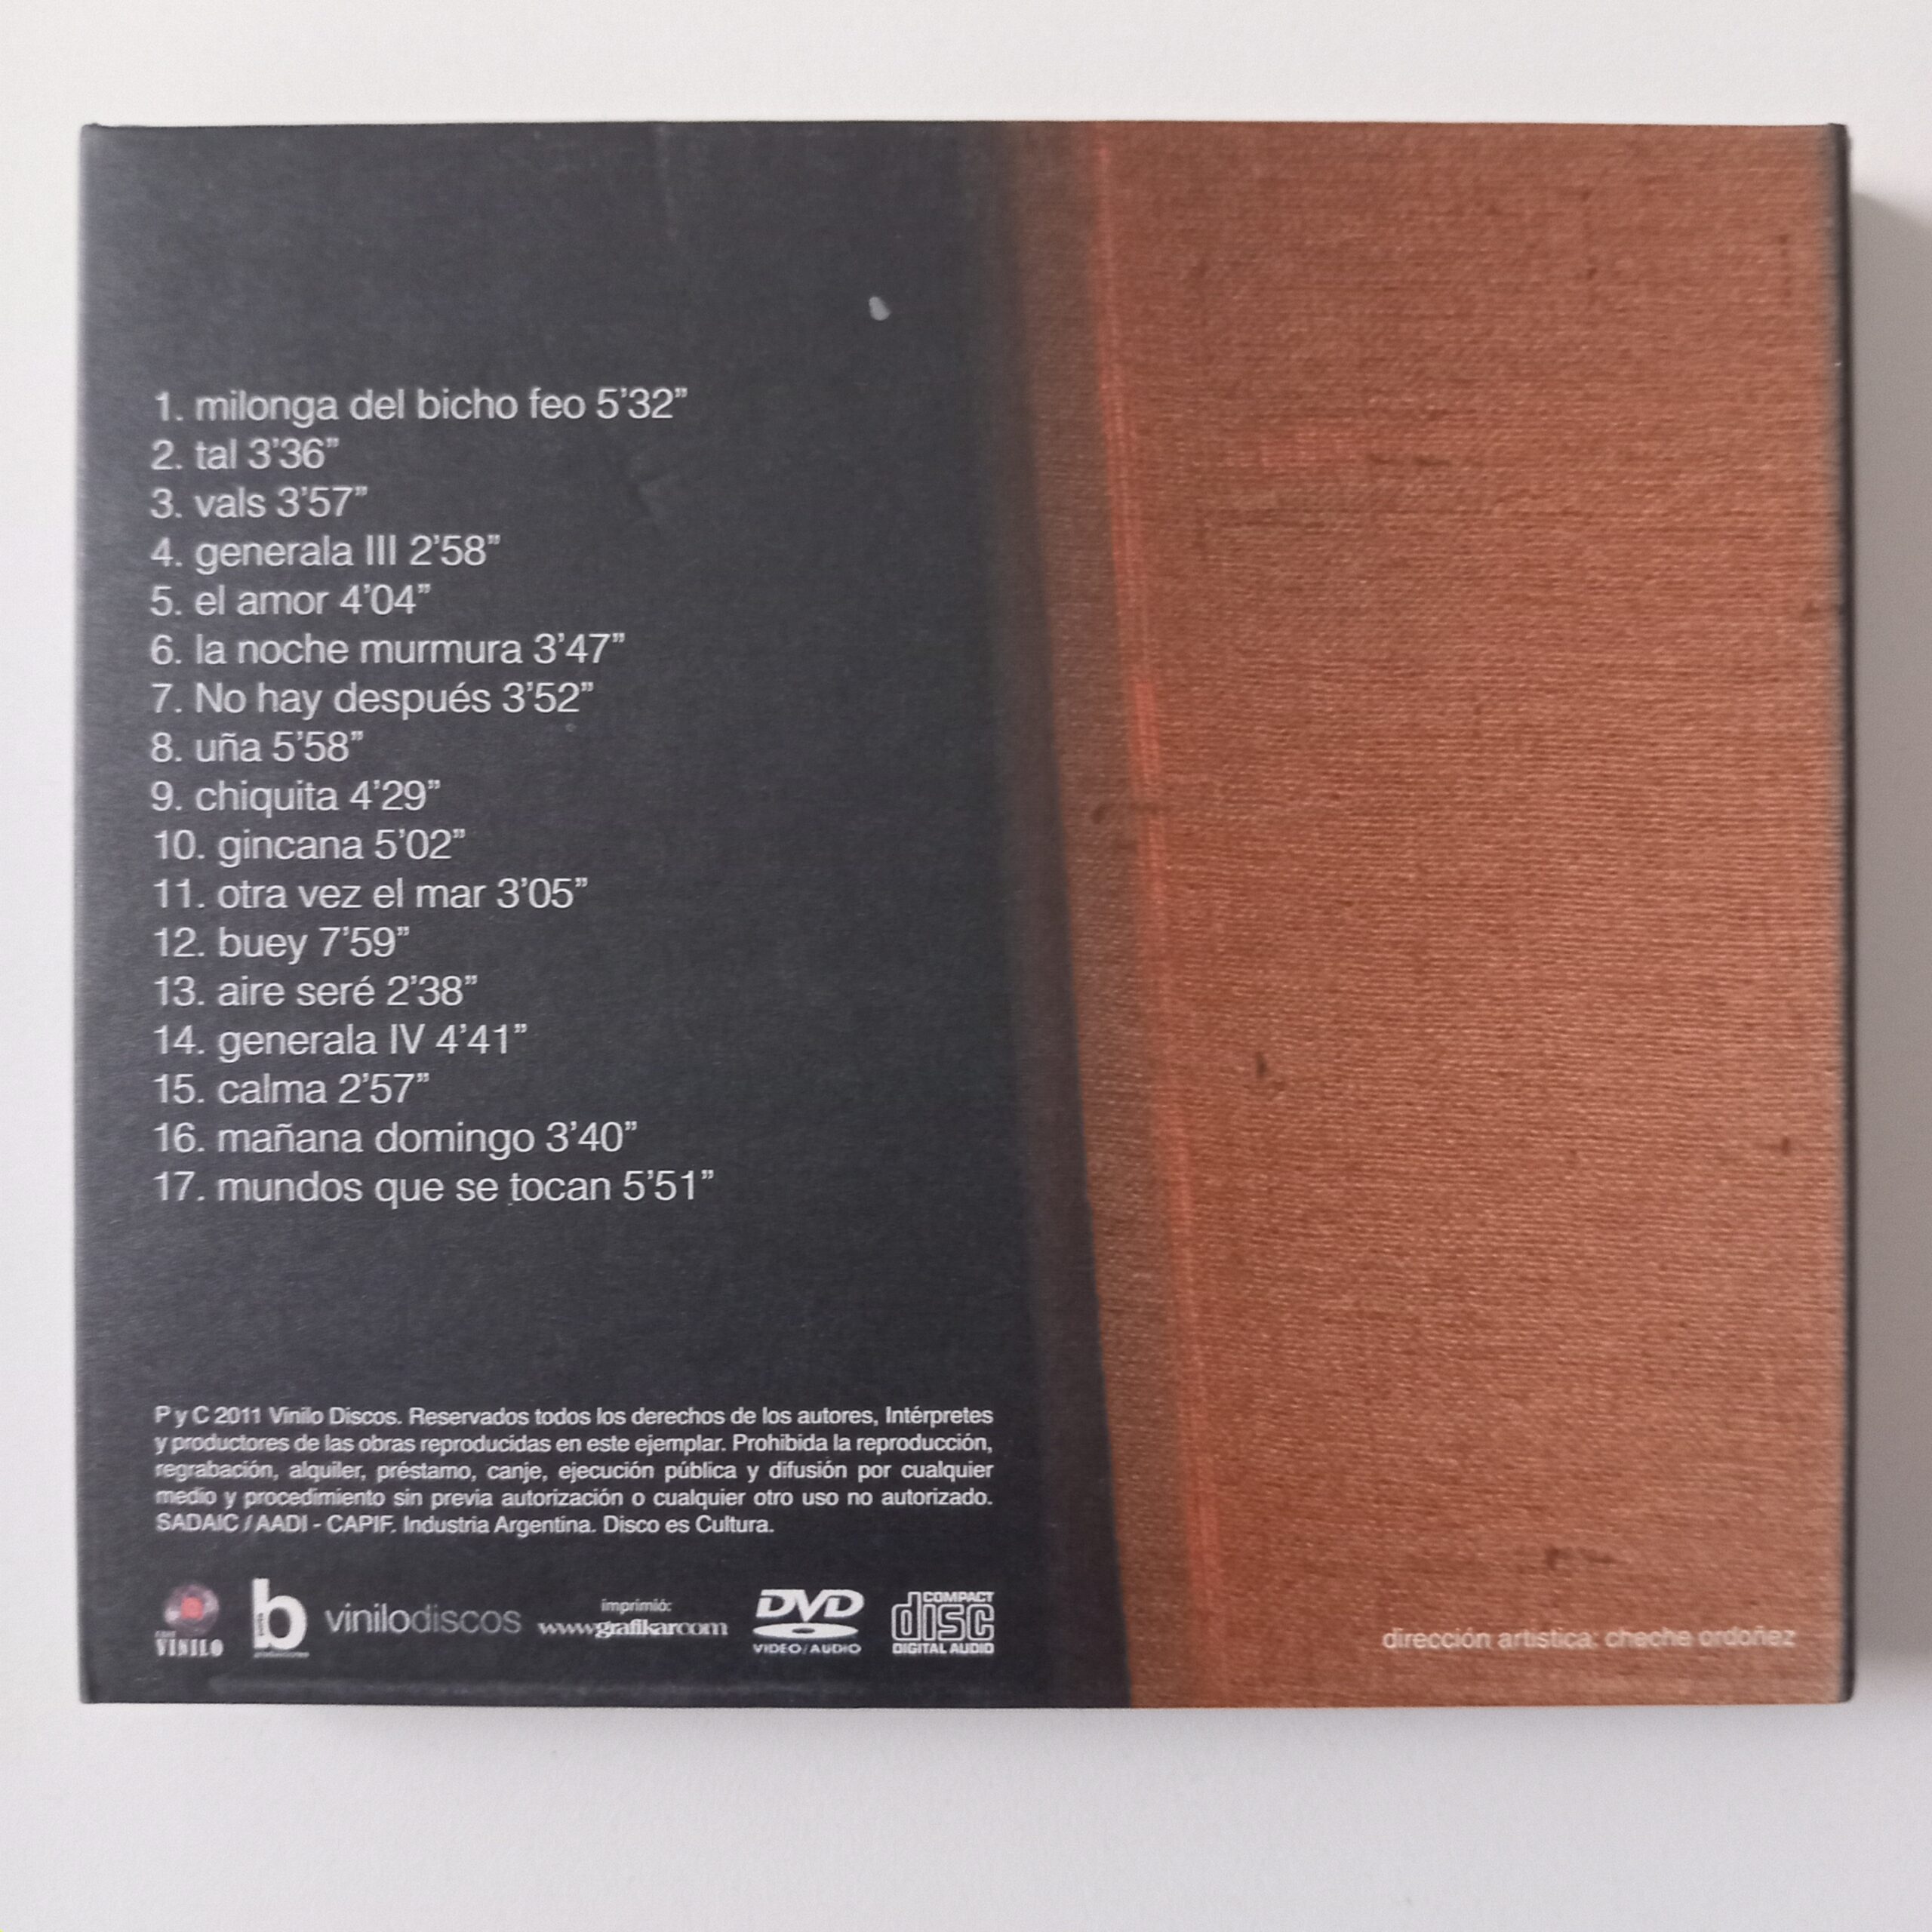 1. milonga del bicho feo 5'32”
2. tal 3'36”
3. vals 3'57”
4. generala III 2'58”
5. el amor 4'04”
6. la noche murmura 3'47”
7. No hay después 3'52”
8. uña 5'58”
9. chiquita 4'29”
10. gincana 5'02”
11. otra vez el mar 3'05”
12. buey 7'59”
13. aire seré 2'38”
14. generala IV 4'41”
15. calma 2'57”
16. mañana domingo 3'40”
17. mundos que se tocan 5'51”
P y C 2011 Vinilo Discos. Reservados todos los derechos de los autores, Intérpretes
y productores de las obras reproducidas en este ejemplar. Prohibida la reproducción,
regrabación, alquiler, préstamo, canje, ejecución pública y difusión por cualquier
medio y procedimiento sin previa autorización o cualquier otro uso no autorizado.
SADAIC / AADI - CAPIF. Industria Argentina. Disco es Cultura.
VINILO
b
vinilodiscos
imprimió:
www.grafikar.com
DVD
VIDEO/AUDIO
COMPACT
disc
DIGITAL AUDIO
dirección artística: cheche ordoñez